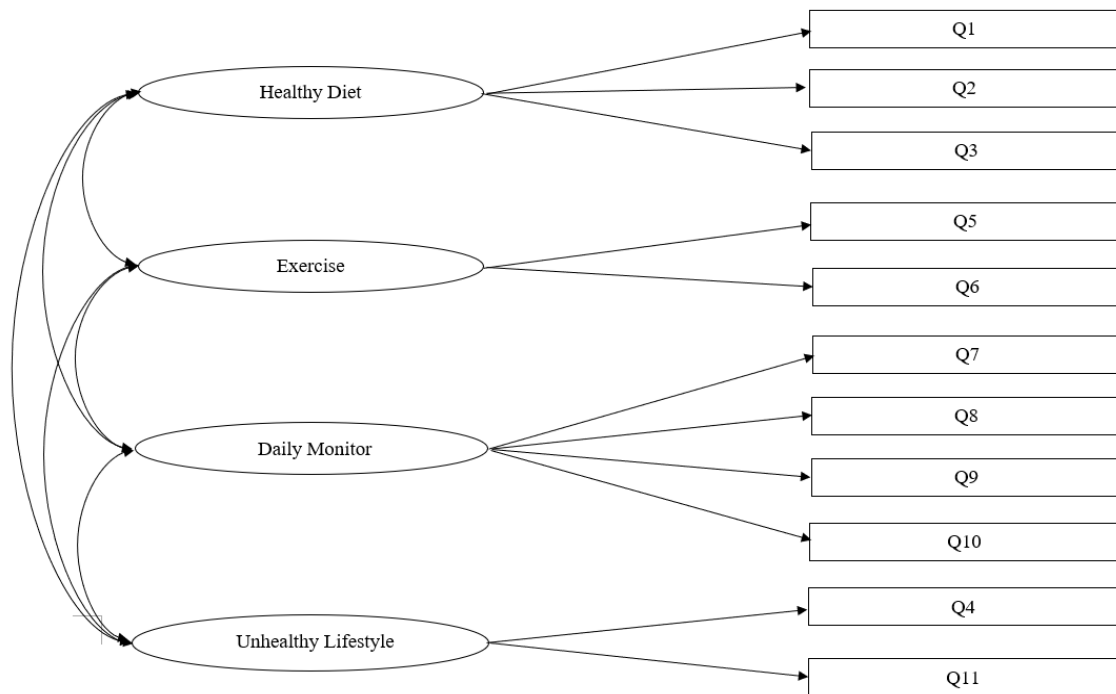 Q1
Healthy Diet
Q2
Q3
Q5
Exercise
Q6
Q7
Q8
Daily Monitor
Q9
Q10
Q4
Unhealthy Lifestyle
Q11